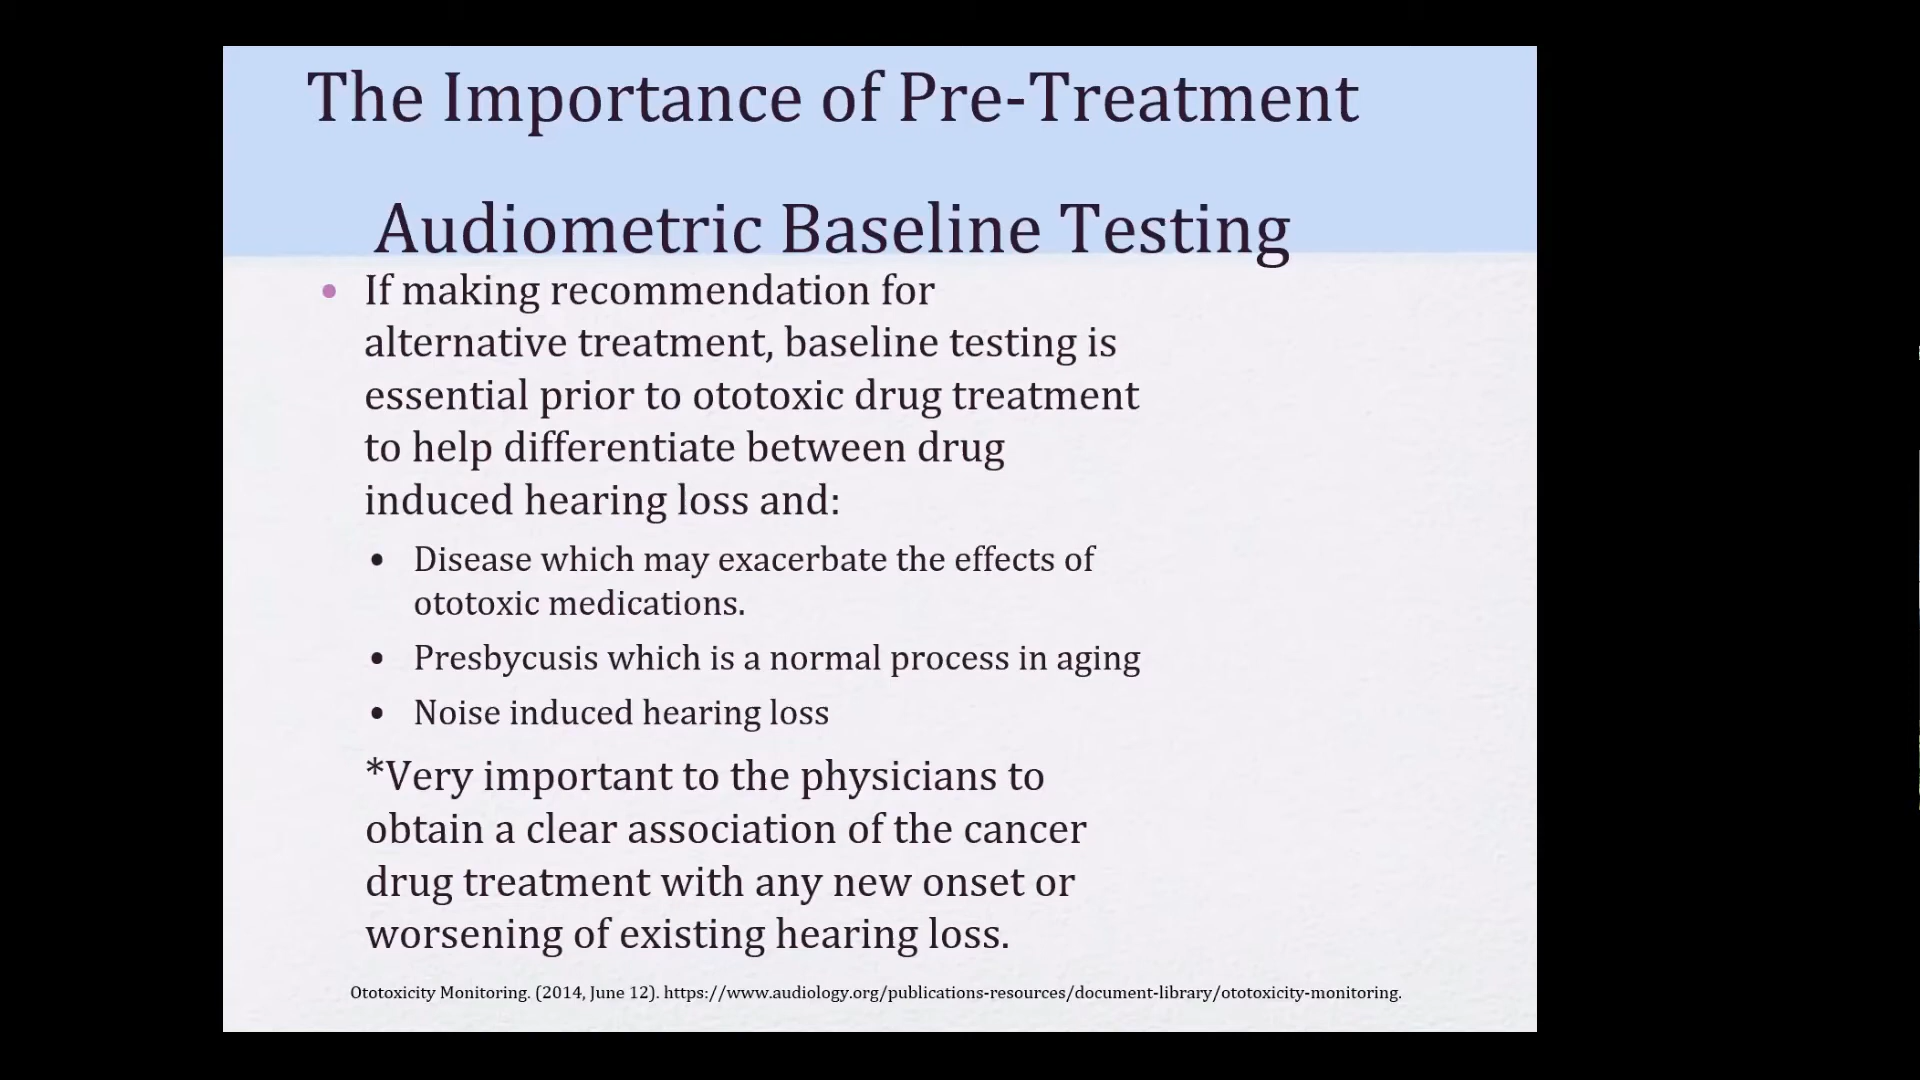 The Importance of Pre-Treatment
Audiometric Baseline Testing
• If making recommendation for
alternative treatment, baseline testing is
essential prior to ototoxic drug treatment
to help differentiate between drug
induced hearing loss and:
• Disease which may exacerbate the effects of
ototoxic medications.
• Presbycusis which is a normal process in aging
• Noise induced hearing loss
*Very important to the physicians to
obtain a clear association of the cancer
drug treatment with any new onset or
worsening of existing hearing loss.
Ototoxicity Monitoring. (2014, June 12). https://www.audiology.org/publications-resources/document-library/ototoxicity-monitoring.